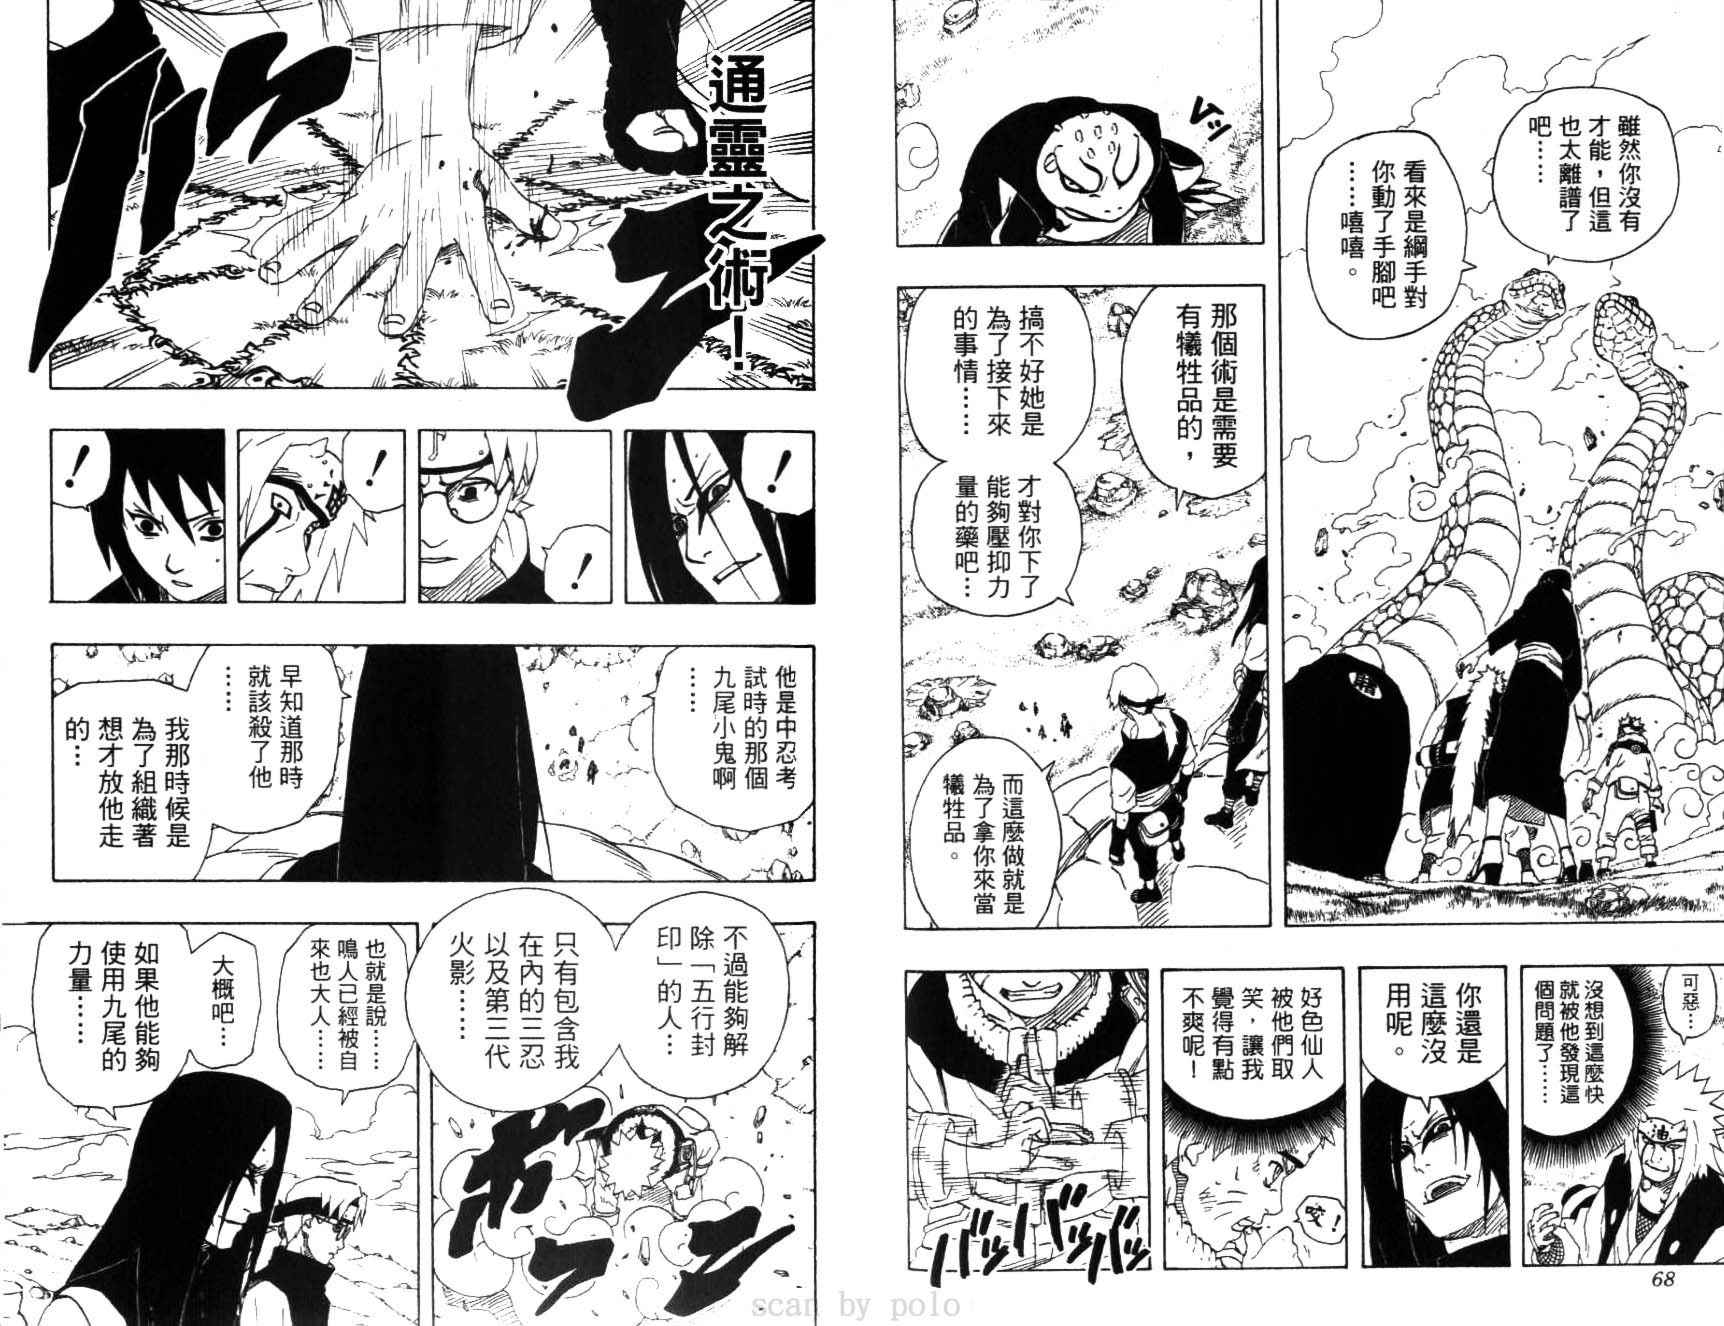 雖然你沒有
才能，但這
也太離譜了
吧……
看來是綱手對
你動了手腳吧
……嘻嘻。
那個術是需要
有犧牲品的，
搞不好她是
為了接下來
的事情……
才對你下了
能夠壓抑力
量的藥吧…
而這麼做就是
為了拿你來當
犧牲品。
可惡…
沒想到這麼快
就被他發現這
個問題了……
油
你還是
這麼沒
用呢。
好色仙人
被他們取
笑，讓我
覺得有點
不爽呢！
咬！
バッ
バッ
バッ
68
通靈之術！
！
！
！
！
他是中忍考
試時的那個
九尾小鬼啊
……
早知道那時
就該殺了他
……
我那時候是
為了組織著
想才放他走
的…
不過能夠解
除「五行封
印」的人…
只有包含我
在內的三忍
以及第三代
火影……
ボフッ
也就是說……
鳴人已經被自
來也大人……
大概吧…
如果他能夠
使用九尾的
力量……
scan by polo